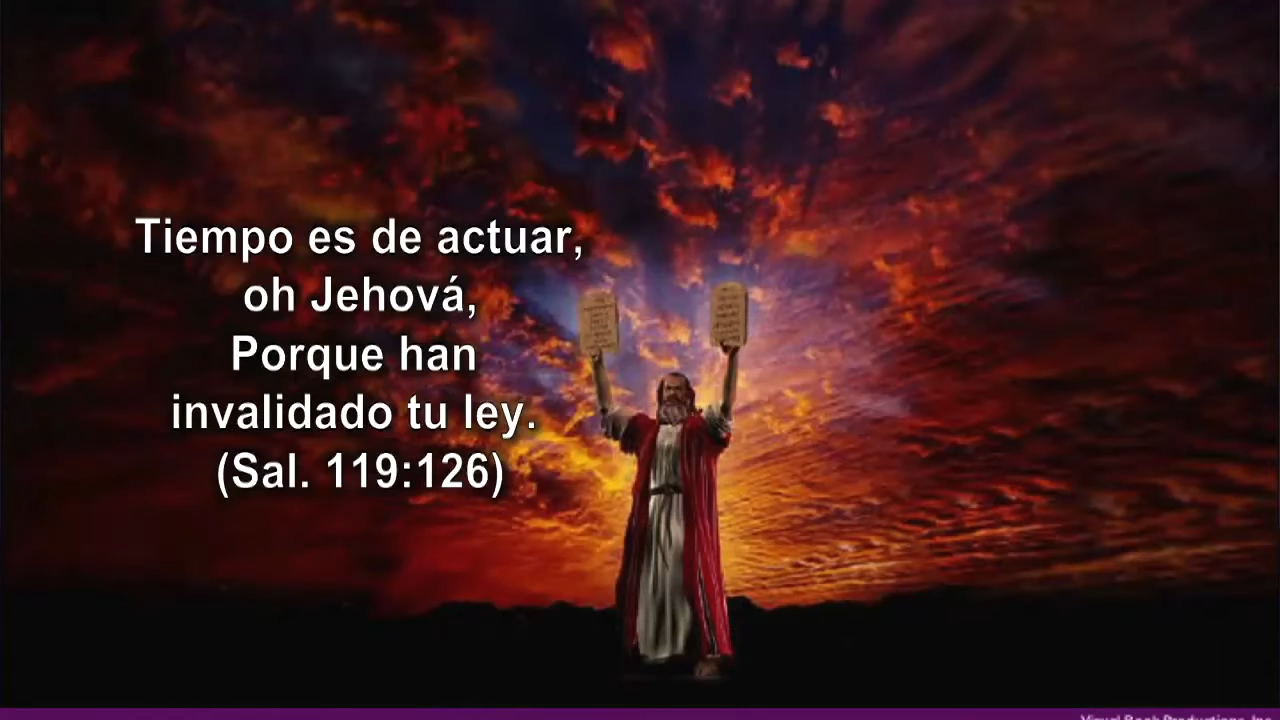 Tiempo es de actuar,
oh Jehová,
Porque han
invalidado tu ley.
(Sal. 119:126)